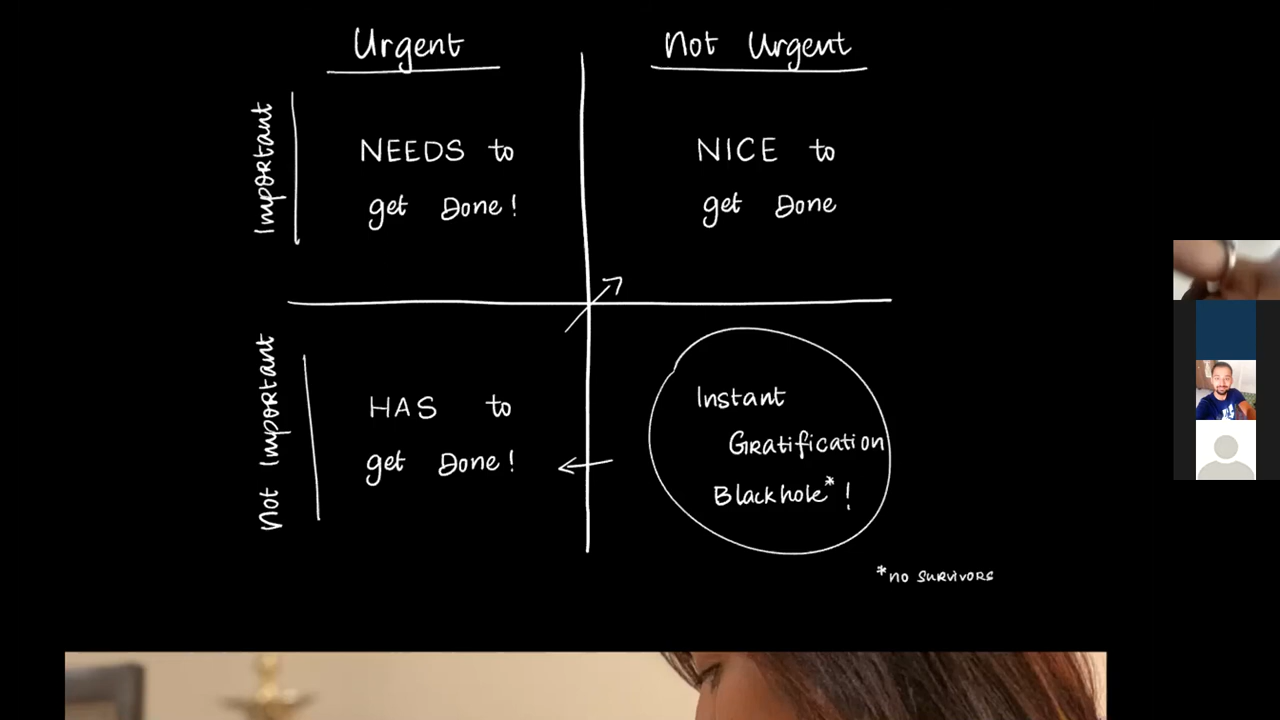 Urgent
Not Urgent
Important
NEEDS to
get Done!
NICE to
get Done
Not Important
HAS to
get Done!
Instant
Gratification
Blackhole*!
*no survivors